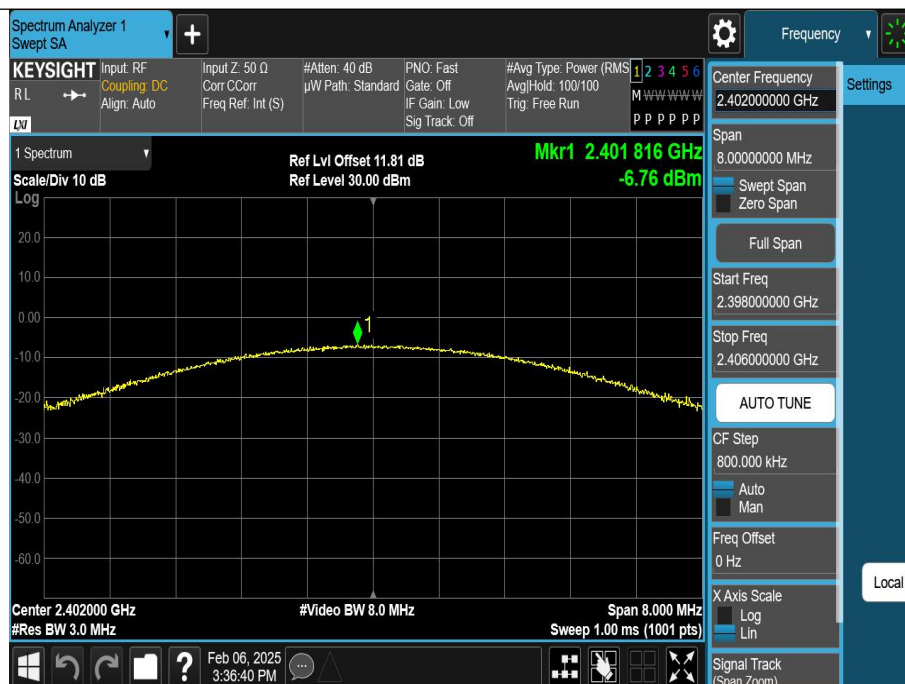 Spectrum Analyzer 1
Swept SA
+
Frequency
KEYSIGHT
RL
LXI
Input: RF
Coupling: DC
Align: Auto
Input Z: 50 Ω
Corr CCorr
Freq Ref: Int (S)
#Atten: 40 dB
µW Path: Standard
PNO: Fast
Gate: Off
IF Gain: Low
Sig Track: Off
#Avg Type: Power (RMS
Avg|Hold: 100/100
Trig: Free Run
1 2 3 4 5 6
M W W W W W
P P P P P P
1 Spectrum
Scale/Div 10 dB
Log
Ref Lvl Offset 11.81 dB
Ref Level 30.00 dBm
Mkr1 2.401 816 GHz
-6.76 dBm
20.0
10.0
0.00
-10.0
-20.0
-30.0
-40.0
-50.0
-60.0
1
Center 2.402000 GHz
#Res BW 3.0 MHz
#Video BW 8.0 MHz
Span 8.000 MHz
Sweep 1.00 ms (1001 pts)
?
Feb 06, 2025
3:36:40 PM
Center Frequency
2.402000000 GHz
Span
8.00000000 MHz
Swept Span
Zero Span
Full Span
Start Freq
2.398000000 GHz
Stop Freq
2.406000000 GHz
AUTO TUNE
CF Step
800.000 kHz
Auto
Man
Freq Offset
0 Hz
X Axis Scale
Log
Lin
Signal Track
(Span Zoom)
Settings
Local